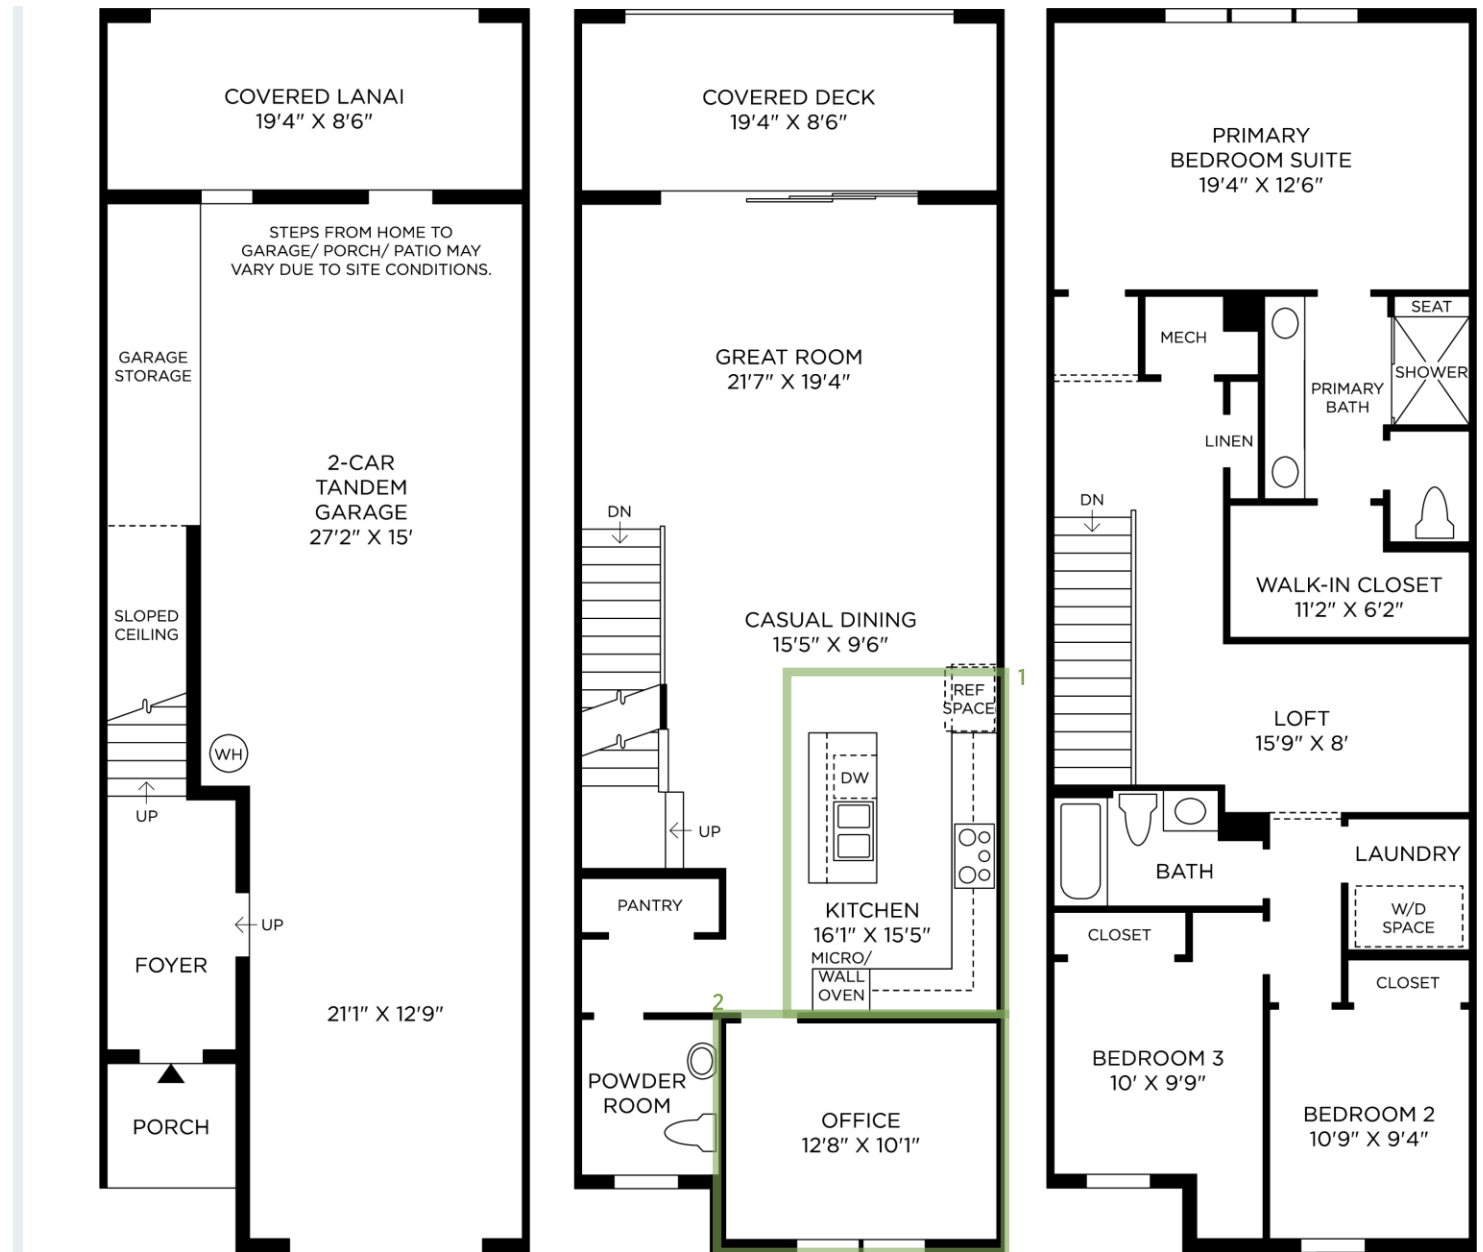 COVERED LANAI
19'4" X 8'6"
STEPS FROM HOME TO
GARAGE/ PORCH/ PATIO MAY
VARY DUE TO SITE CONDITIONS.
GARAGE
STORAGE
2-CAR
TANDEM
GARAGE
27'2" X 15'
SLOPED
CEILING
WH
UP
UP
FOYER
21'1" X 12'9"
PORCH
COVERED DECK
19'4" X 8'6"
GREAT ROOM
21'7" X 19'4"
DN
CASUAL DINING
15'5" X 9'6"
1
REF
SPACE
DW
UP
PANTRY
KITCHEN
16'1" X 15'5"
MICRO/
WALL
OVEN
2
POWDER
ROOM
OFFICE
12'8" X 10'1"
PRIMARY
BEDROOM SUITE
19'4" X 12'6"
SEAT
MECH
SHOWER
PRIMARY
BATH
LINEN
DN
WALK-IN CLOSET
11'2" X 6'2"
LOFT
15'9" X 8'
BATH
LAUNDRY
W/D
SPACE
CLOSET
CLOSET
BEDROOM 3
10' X 9'9"
BEDROOM 2
10'9" X 9'4"